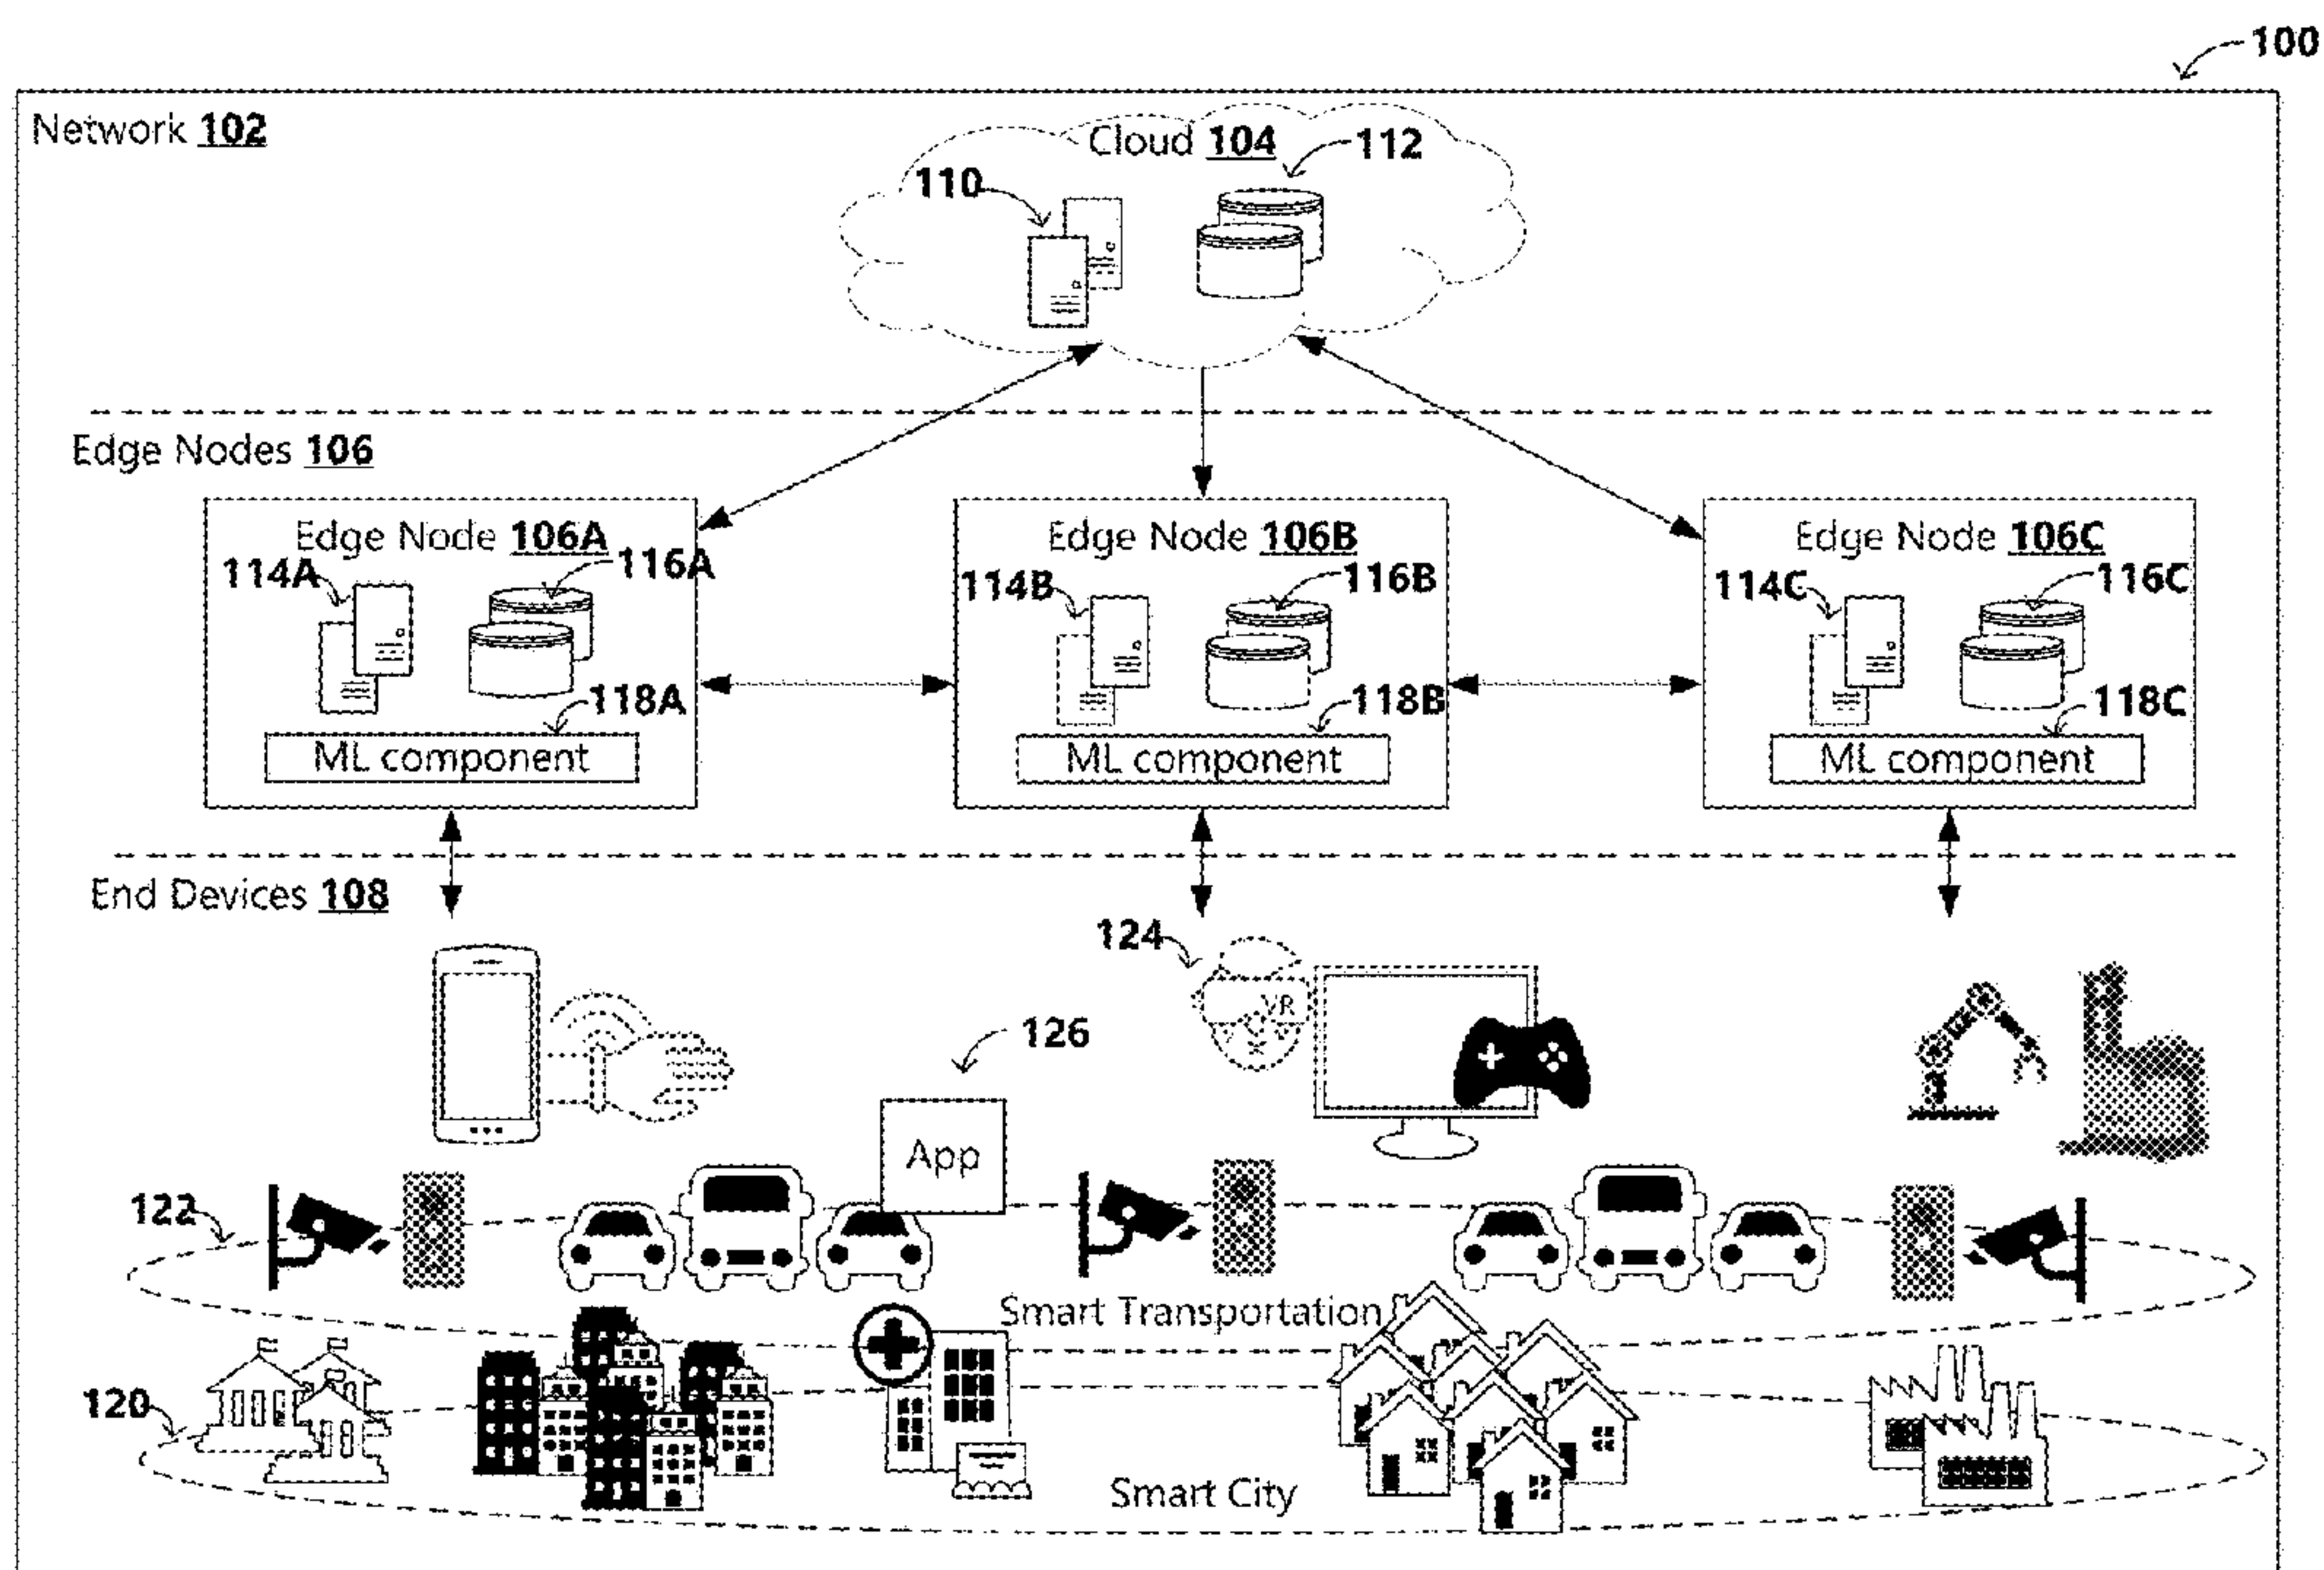 100
Network 102
Cloud 104
112
110
Edge Nodes 106
Edge Node 106A
Edge Node 106B
Edge Node 106C
114A
116A
114B
116B
114C
116C
118A
118B
118C
ML component
ML component
ML component
End Devices 108
124
VR
126
App
122
Smart Transportation
120
Smart City